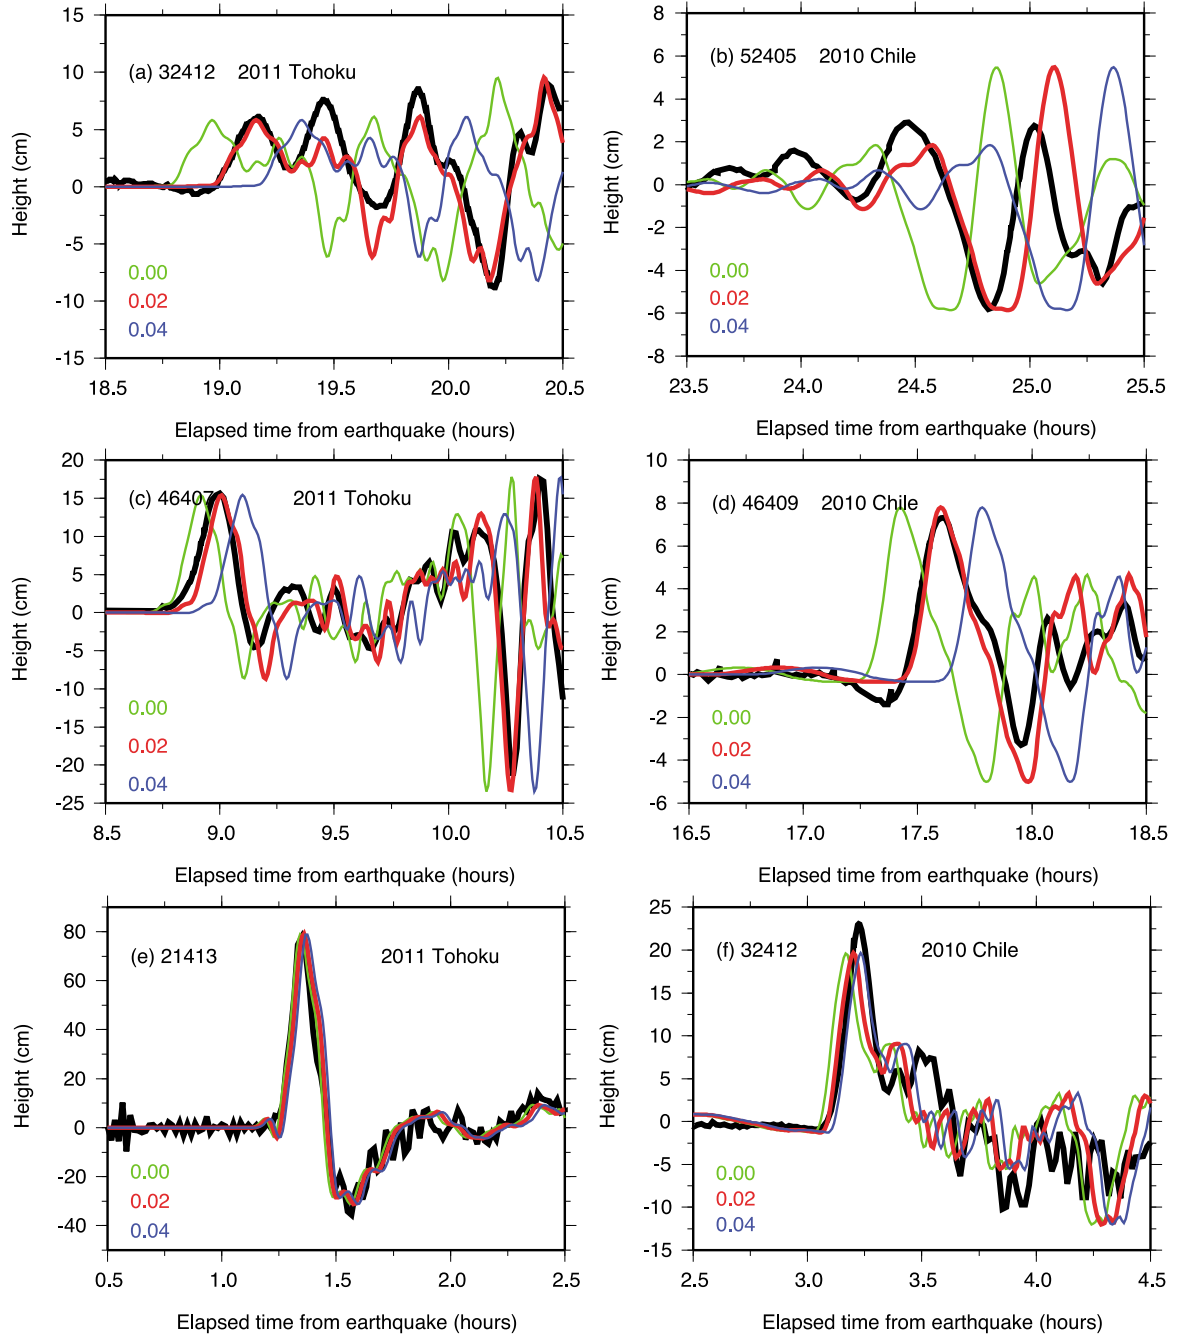 (a) 32412 2011 Tohoku
15
10
5
0
-5
-10
-15
Height (cm)
0.00
0.02
0.04
18.5 19.0 19.5 20.0 20.5
Elapsed time from earthquake (hours)
(b) 52405 2010 Chile
8
6
4
2
0
-2
-4
-6
-8
Height (cm)
0.00
0.02
0.04
23.5 24.0 24.5 25.0 25.5
Elapsed time from earthquake (hours)
(c) 46407 2011 Tohoku
20
15
10
5
0
-5
-10
-15
-20
-25
Height (cm)
0.00
0.02
0.04
8.5 9.0 9.5 10.0 10.5
Elapsed time from earthquake (hours)
(d) 46409 2010 Chile
10
8
6
4
2
0
-2
-4
-6
Height (cm)
0.00
0.02
0.04
16.5 17.0 17.5 18.0 18.5
Elapsed time from earthquake (hours)
(e) 21413 2011 Tohoku
80
60
40
20
0
-20
-40
Height (cm)
0.00
0.02
0.04
0.5 1.0 1.5 2.0 2.5
Elapsed time from earthquake (hours)
(f) 32412 2010 Chile
25
20
15
10
5
0
-5
-10
-15
Height (cm)
0.00
0.02
0.04
2.5 3.0 3.5 4.0 4.5
Elapsed time from earthquake (hours)